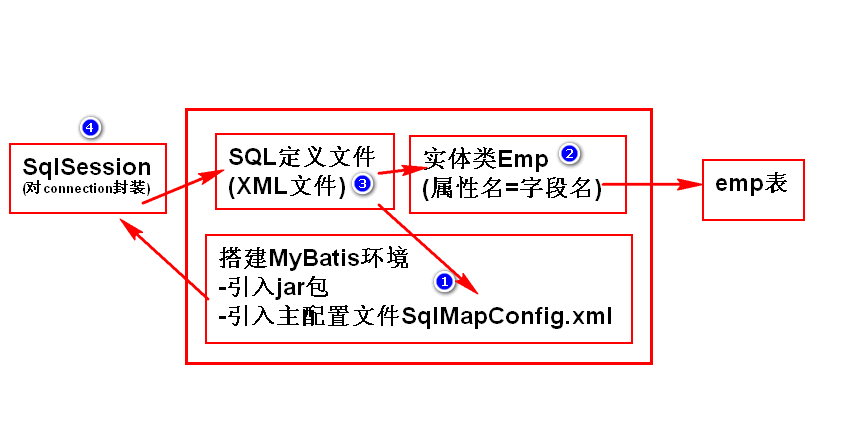 4
SqlSession
(对connection封装)
SQL定义文件
(XML文件) 3
实体类Emp 2
(属性名=字段名)
emp表
搭建MyBatis环境
-引入jar包 1
-引入主配置文件SqlMapConfig.xml